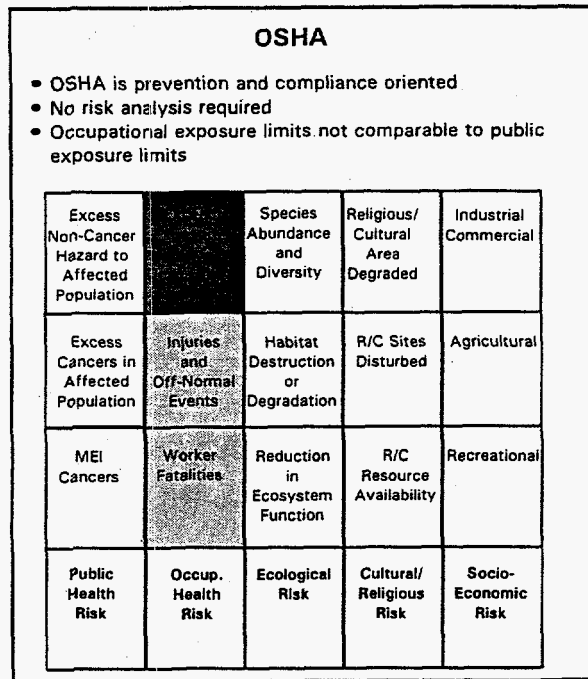 OSHA
• OSHA is prevention and compliance oriented
• No risk analysis required
• Occupational exposure limits not comparable to public
exposure limits
Excess
Non-Cancer
Hazard to
Affected
Population
Species
Abundance
and
Diversity
Religious/
Cultural
Area
Degraded
Industrial
Commercial
Excess
Cancers in
Affected
Population
Injuries
and
Off-Normal
Events
Habitat
Destruction
or
Degradation
R/C Sites
Disturbed
Agricultural
MEI
Cancers
Worker
Fatalities
Reduction
in
Ecosystem
Function
R/C
Resource
Availability
Recreational
Public
Health
Risk
Occup.
Health
Risk
Ecological
Risk
Cultural/
Religious
Risk
Socio-
Economic
Risk